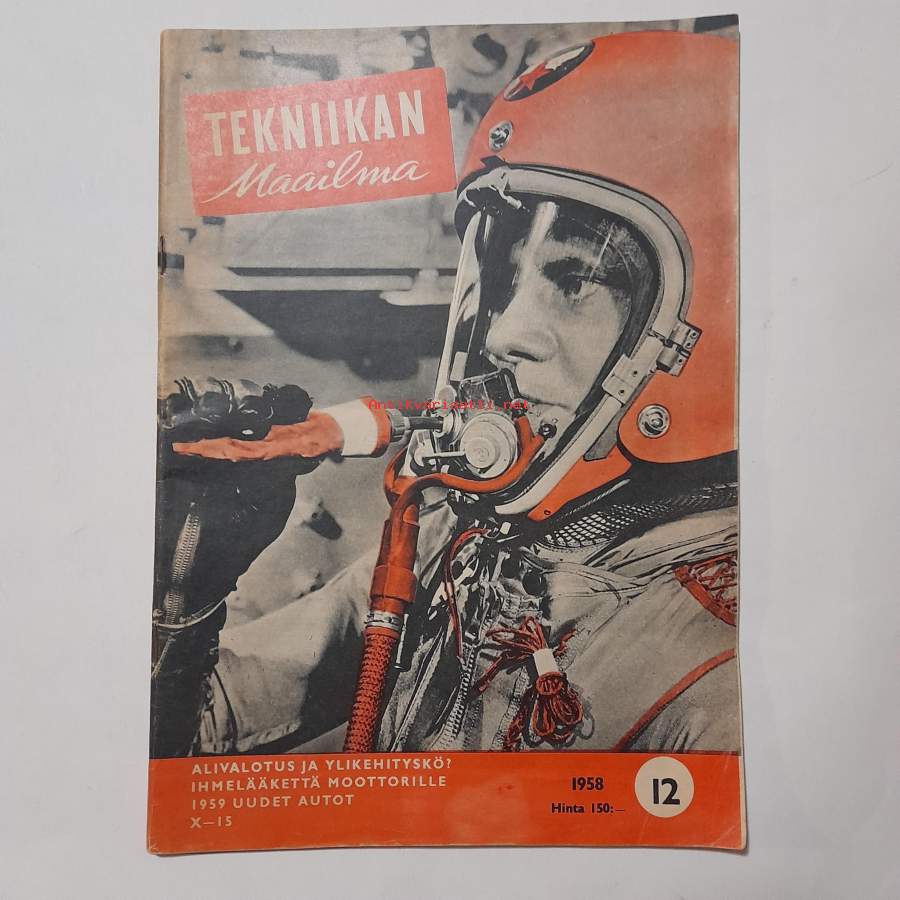 TEKNIIKAN
Maailma
Antikvariaatti.net
ALIVALOTUS JA YLIKEHITYSKÖ?
IHMELÄÄKETTÄ MOOTTORILLE
1959 UUDET AUTOT
X—15
1958
Hinta 150:—
12